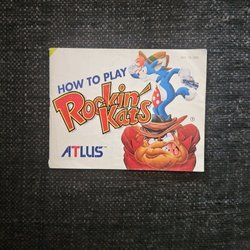 HOW TO PLAY
Rockin'
Kats
ATLUS